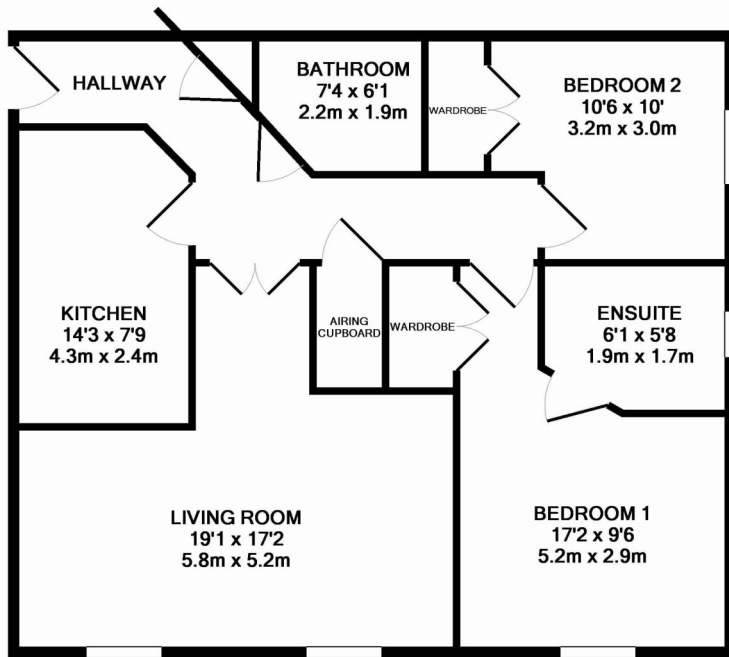 HALLWAY
BATHROOM
7'4 x 6'1
2.2m x 1.9m
WARDROBE
BEDROOM 2
10'6 x 10'
3.2m x 3.0m
KITCHEN
14'3 x 7'9
4.3m x 2.4m
AIRING
CUPBOARD
WARDROBE
ENSUITE
6'1 x 5'8
1.9m x 1.7m
LIVING ROOM
19'1 x 17'2
5.8m x 5.2m
BEDROOM 1
17'2 x 9'6
5.2m x 2.9m